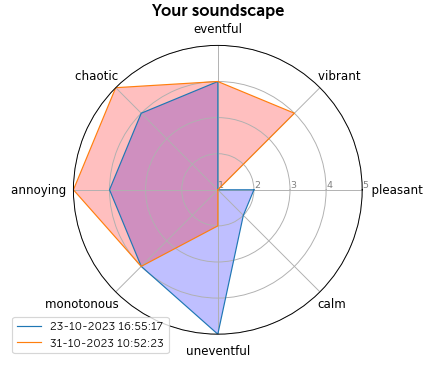 Your soundscape
eventful
chaotic
vibrant
annoying
1
2
3
4
5
pleasant
monotonous
calm
23-10-2023 16:55:17
31-10-2023 10:52:23
uneventful